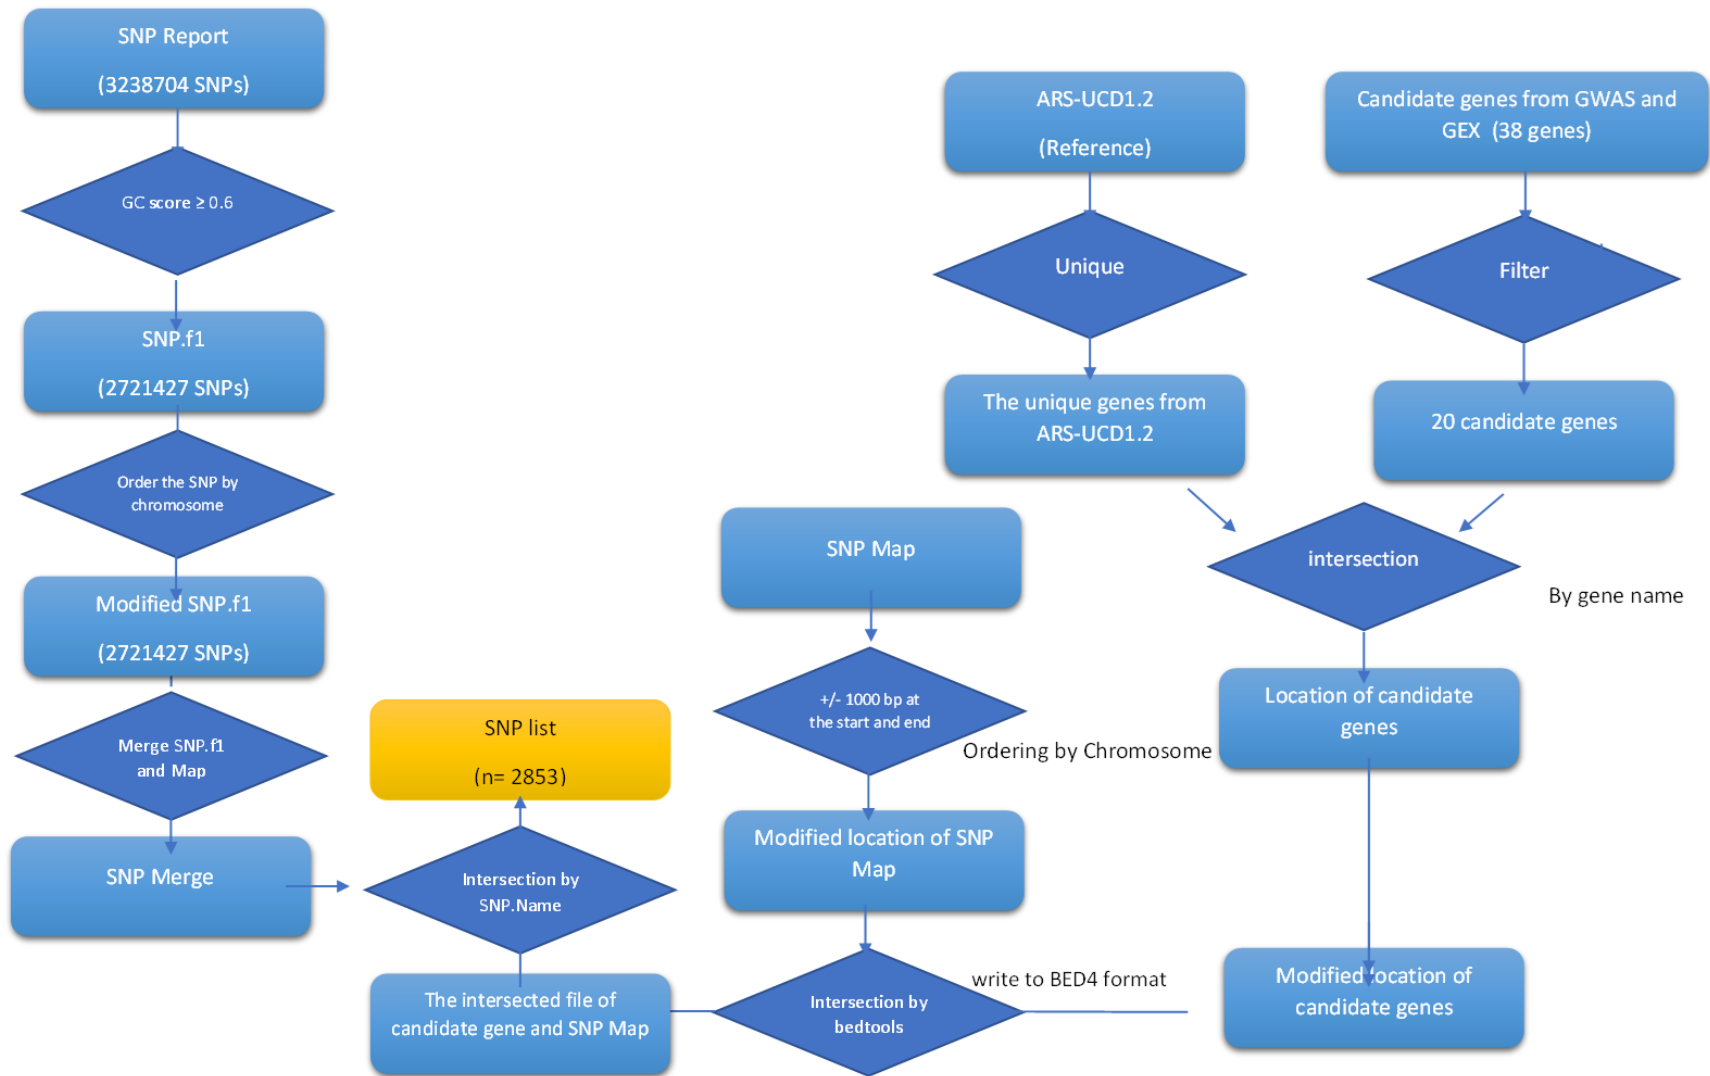 SNP Report
(3238704 SNPs)
GC score ≥ 0.6
SNP.f1
(2721427 SNPs)
Order the SNP by
chromosome
Modified SNP.f1
(2721427 SNPs)
Merge SNP.f1
and Map
SNP Merge
SNP list
(n= 2853)
Intersection by
SNP.Name
The intersected file of
candidate gene and SNP Map
SNP Map
+/- 1000 bp at
the start and end
Ordering by Chromosome
Modified location of SNP
Map
Intersection by
bedtools
write to BED4 format
ARS-UCD1.2
(Reference)
Unique
The unique genes from
ARS-UCD1.2
Candidate genes from GWAS and
GEX (38 genes)
Filter
20 candidate genes
intersection
By gene name
Location of candidate
genes
Modified location of
candidate genes